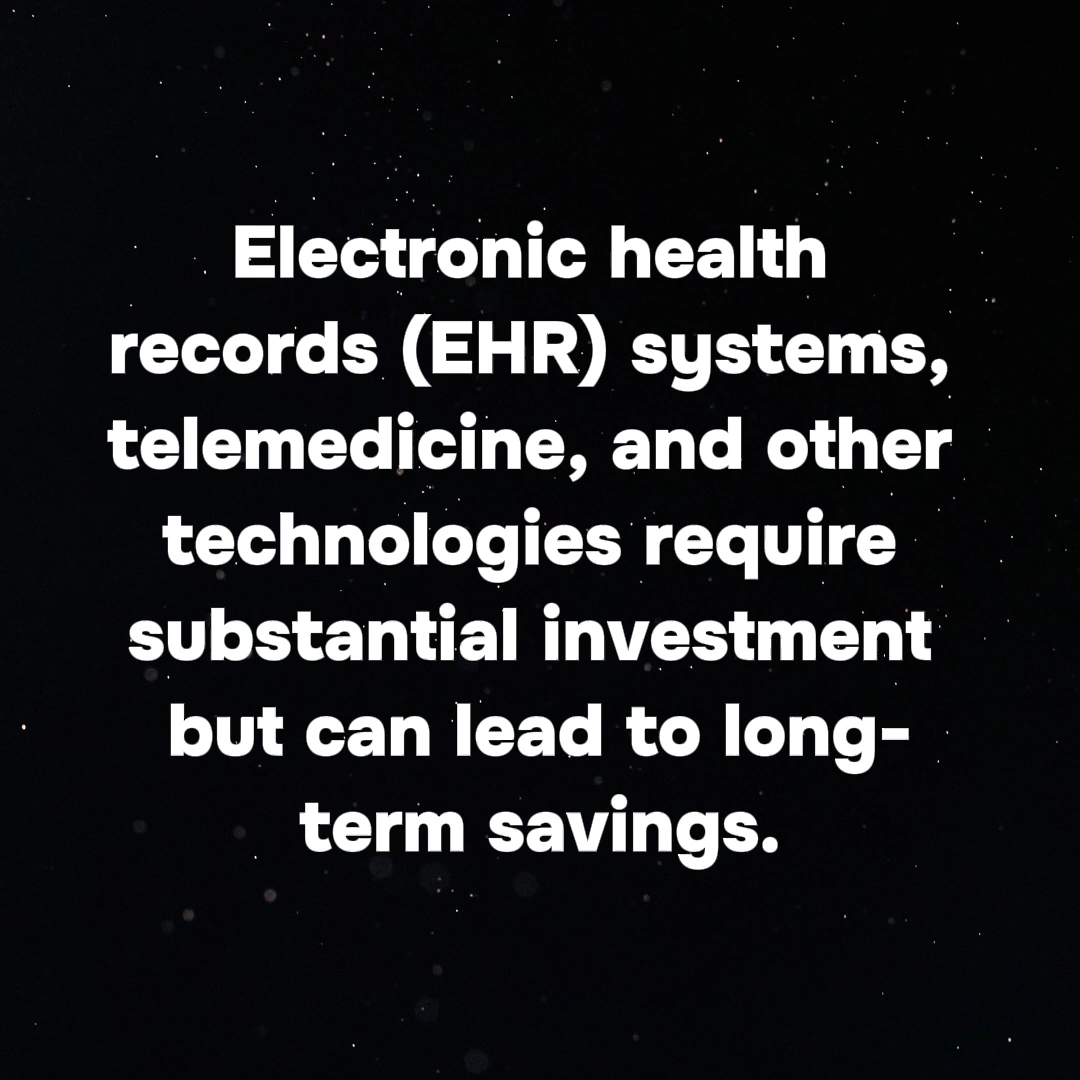 Electronic health
records (EHR) systems,
telemedicine, and other
technologies require
substantial investment
but can lead to long-
term savings.